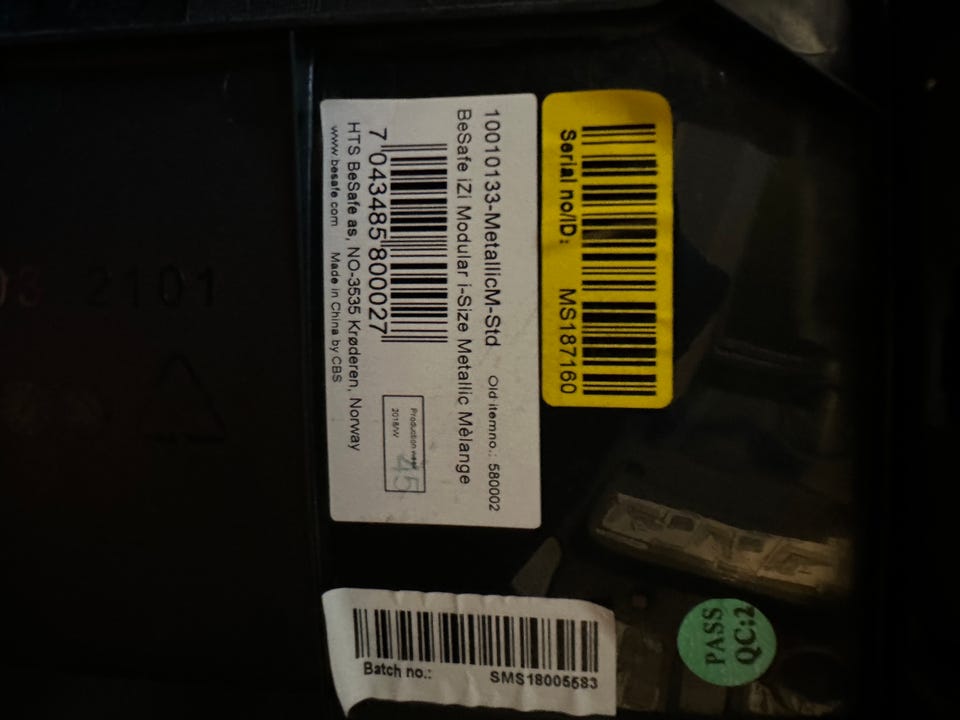 Serial no/ID: MS187160
10010133-MetallicM-Std Old itemno.: 580002
BeSafe iZi Modular i-Size Metallic Mèlange
7 043485 800027
Production week
2018/W 45
HTS BeSafe as, NO-3535 Krøderen, Norway
www.besafe.com Made in China by CBS
Batch no.: SMS18005583
PASS
QC:2
2101